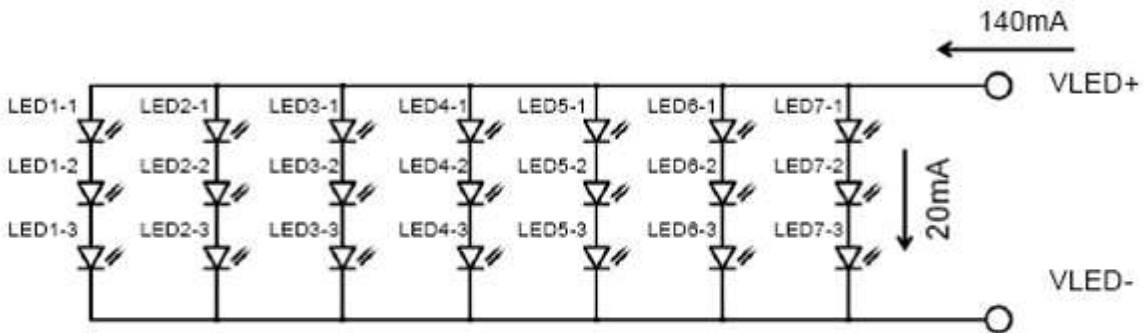 140mA
VLED+
LED1-1 LED2-1 LED3-1 LED4-1 LED5-1 LED6-1 LED7-1
LED1-2 LED2-2 LED3-2 LED4-2 LED5-2 LED6-2 LED7-2
LED1-3 LED2-3 LED3-3 LED4-3 LED5-3 LED6-3 LED7-3
20mA
VLED-